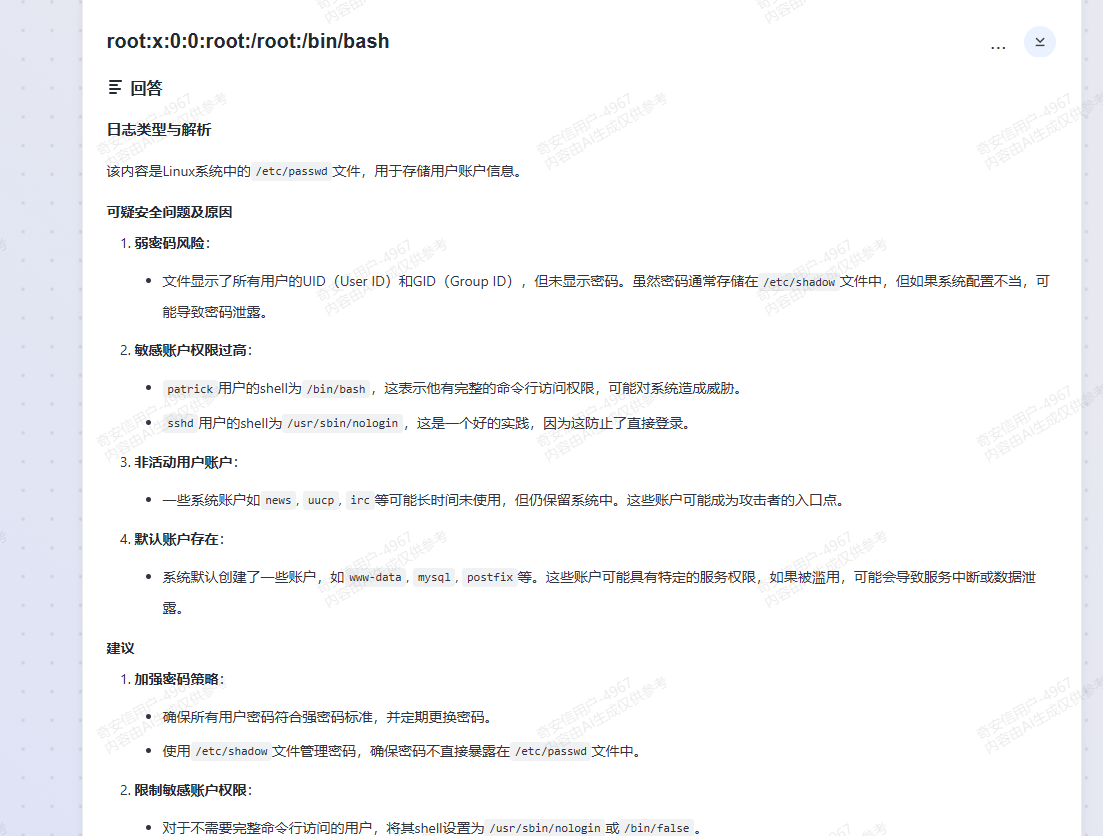 root:x:0:0:root:/root:/bin/bash
回答
日志类型与解析
该内容是Linux系统中的 /etc/passwd 文件，用于存储用户账户信息。
可疑安全问题及原因
1. 弱密码风险：
• 文件显示了所有用户的UID（User ID）和GID（Group ID），但未显示密码。虽然密码通常存储在 /etc/shadow 文件中，但如果系统配置不当，可
能导致密码泄露。
2. 敏感账户权限过高：
• patrick 用户的shell为 /bin/bash ，这表示他有完整的命令行访问权限，可能对系统造成威胁。
• sshd 用户的shell为 /usr/sbin/nologin ，这是一个好的实践，因为这防止了直接登录。
3. 非活动用户账户：
• 一些系统账户如 news , uucp , irc 等可能长时间未使用，但仍保留系统中。这些账户可能成为攻击者的入口点。
4. 默认账户存在：
• 系统默认创建了一些账户，如 www-data , mysql , postfix 等。这些账户可能具有特定的服务权限，如果被滥用，可能会导致服务中断或数据泄
露。
建议
1. 加强密码策略：
• 确保所有用户密码符合强密码标准，并定期更换密码。
• 使用 /etc/shadow 文件管理密码，确保密码不直接暴露在 /etc/passwd 文件中。
2. 限制敏感账户权限：
• 对于不需要完整命令行访问的用户，将其shell设置为 /usr/sbin/nologin 或 /bin/false 。
奇安信用户-4967
内容由AI生成仅供参考